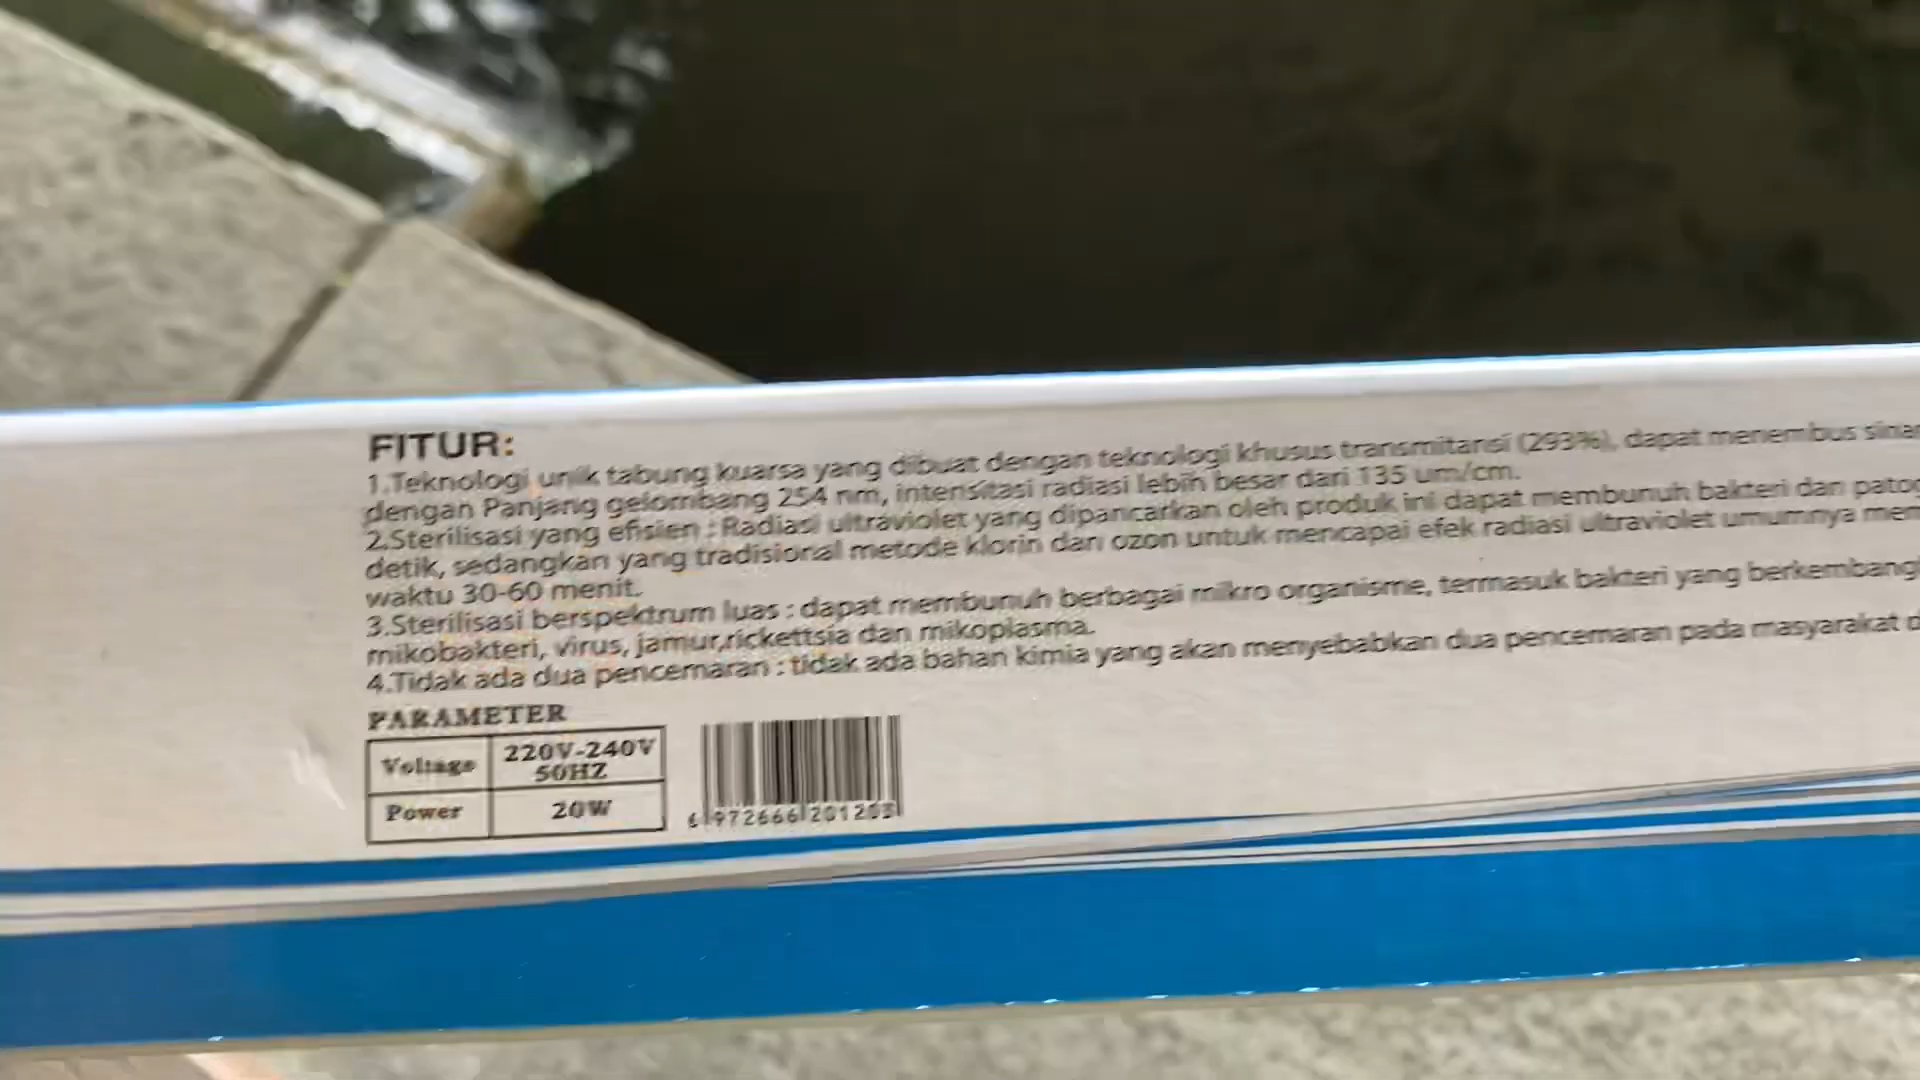 FITUR:
1.Teknologi unik tabung kuarsa yang dibuat dengan teknologi khusus transmitansi (293%), dapat menembus sinar
dengan Panjang gelombang 254 nm, intensitasi radiasi lebih besar dari 135 um/cm.
2.Sterilisasi yang efisien : Radiasi ultraviolet yang dipancarkan oleh produk ini dapat membunuh bakteri dan patog
detik, sedangkan yang tradisional metode klorin dan ozon untuk mencapai efek radiasi ultraviolet umumnya mem
waktu 30-60 menit.
3.Sterilisasi berspektrum luas : dapat membunuh berbagai mikro organisme, termasuk bakteri yang berkembang
mikobakteri, virus, jamur,rickettsia dan mikoplasma.
4.Tidak ada dua pencemaran : tidak ada bahan kimia yang akan menyebabkan dua pencemaran pada masyarakat d
PARAMETER
Voltage 220V-240V
50HZ
Power 20W
6 972666 201203